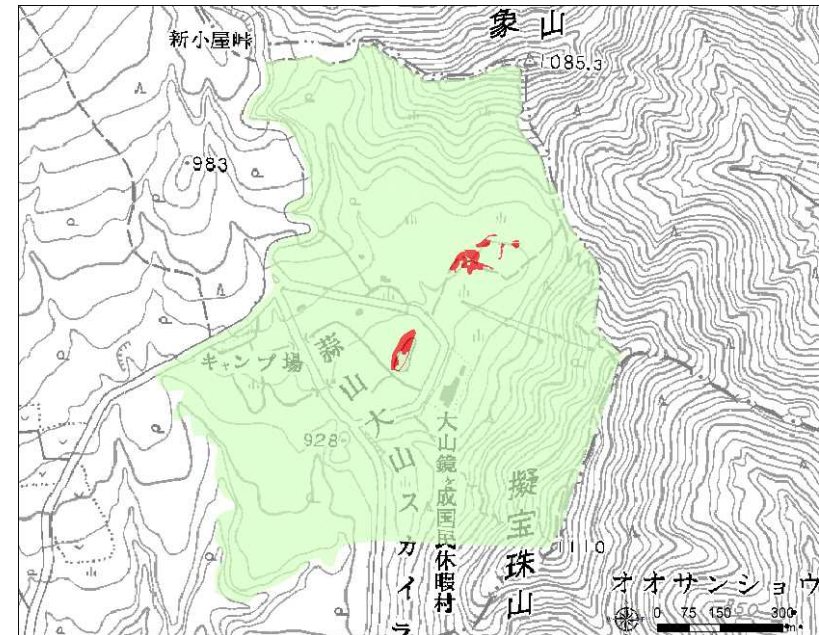 象山
新小屋峠
1085.3
983
キャンプ場
蒜山大山スカイラ
928
大山鏡ヶ成国民休暇村
擬宝珠山
1110
オオサンショウ
0 75 150 300
m